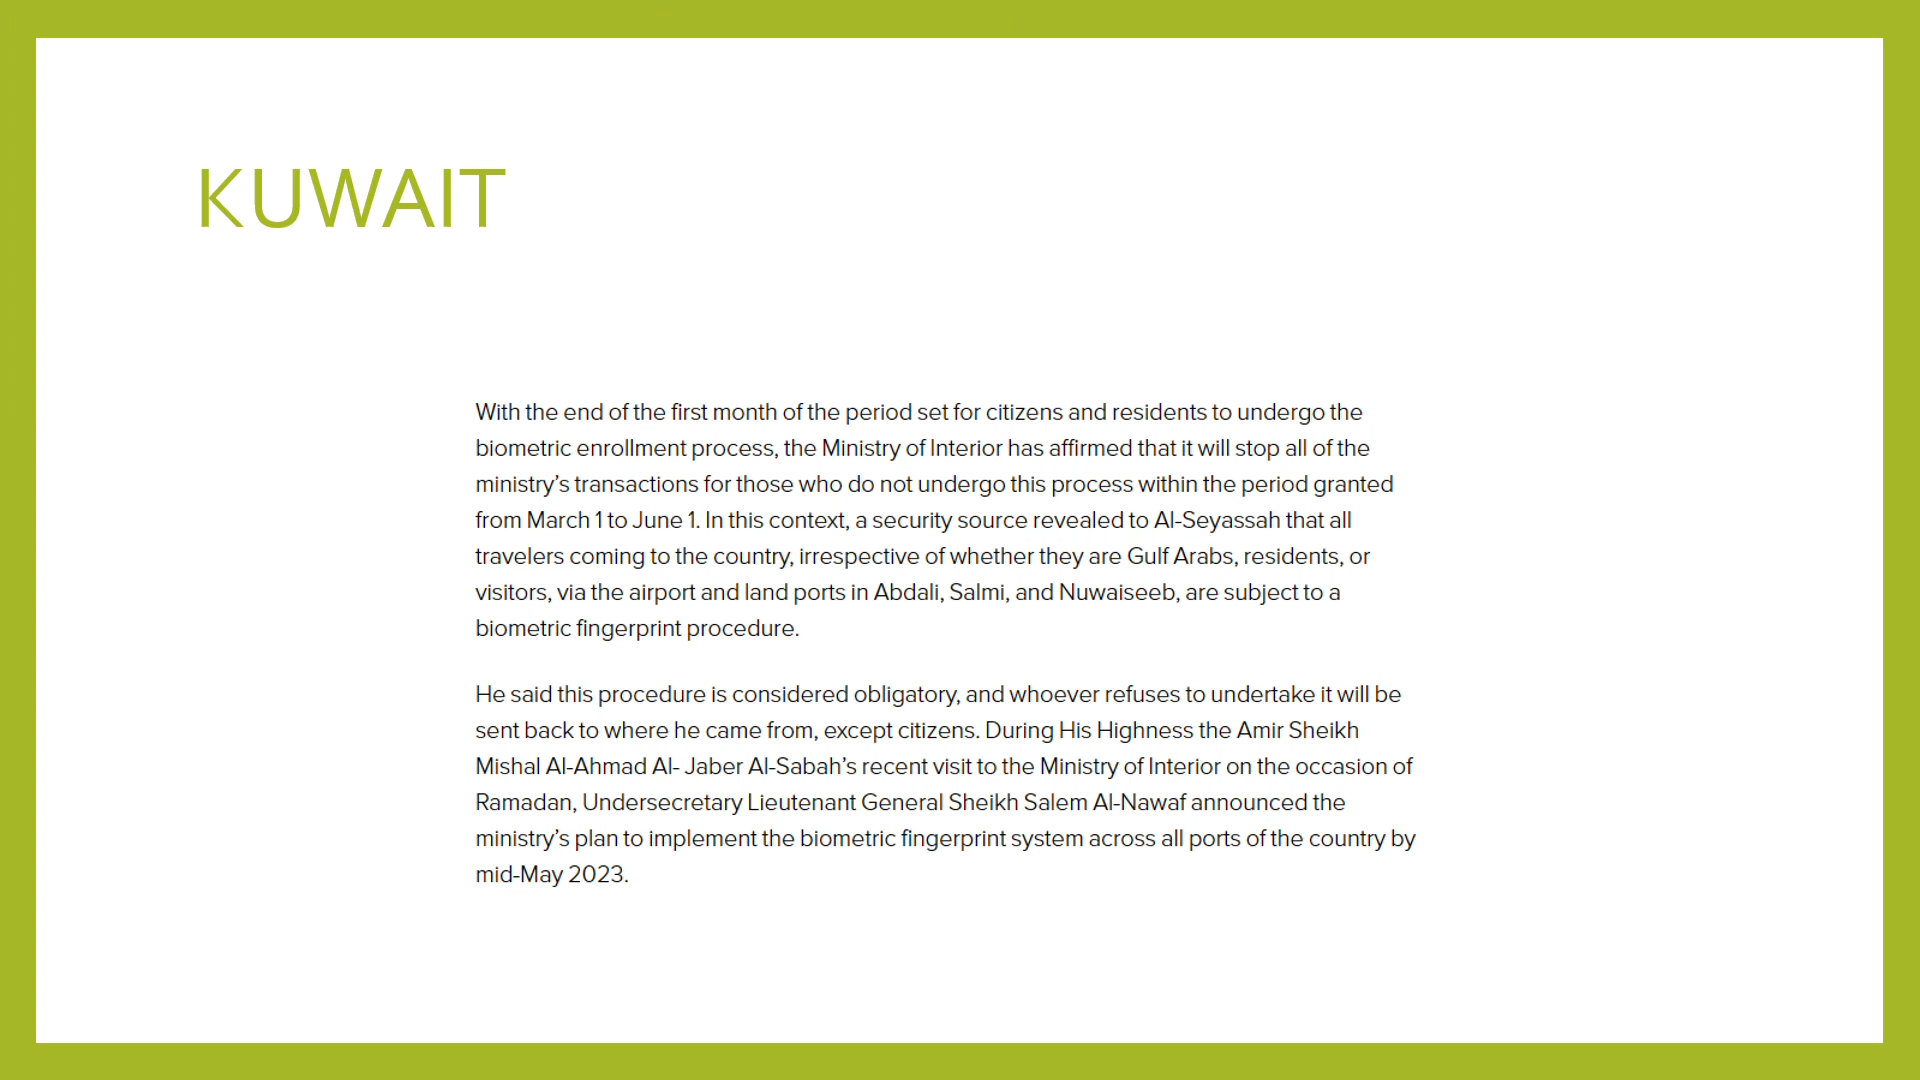 KUWAIT
With the end of the first month of the period set for citizens and residents to undergo the
biometric enrollment process, the Ministry of Interior has affirmed that it will stop all of the
ministry’s transactions for those who do not undergo this process within the period granted
from March 1 to June 1. In this context, a security source revealed to Al-Seyassah that all
travelers coming to the country, irrespective of whether they are Gulf Arabs, residents, or
visitors, via the airport and land ports in Abdali, Salmi, and Nuwaiseeb, are subject to a
biometric fingerprint procedure.
He said this procedure is considered obligatory, and whoever refuses to undertake it will be
sent back to where he came from, except citizens. During His Highness the Amir Sheikh
Mishal Al-Ahmad Al- Jaber Al-Sabah’s recent visit to the Ministry of Interior on the occasion of
Ramadan, Undersecretary Lieutenant General Sheikh Salem Al-Nawaf announced the
ministry’s plan to implement the biometric fingerprint system across all ports of the country by
mid-May 2023.